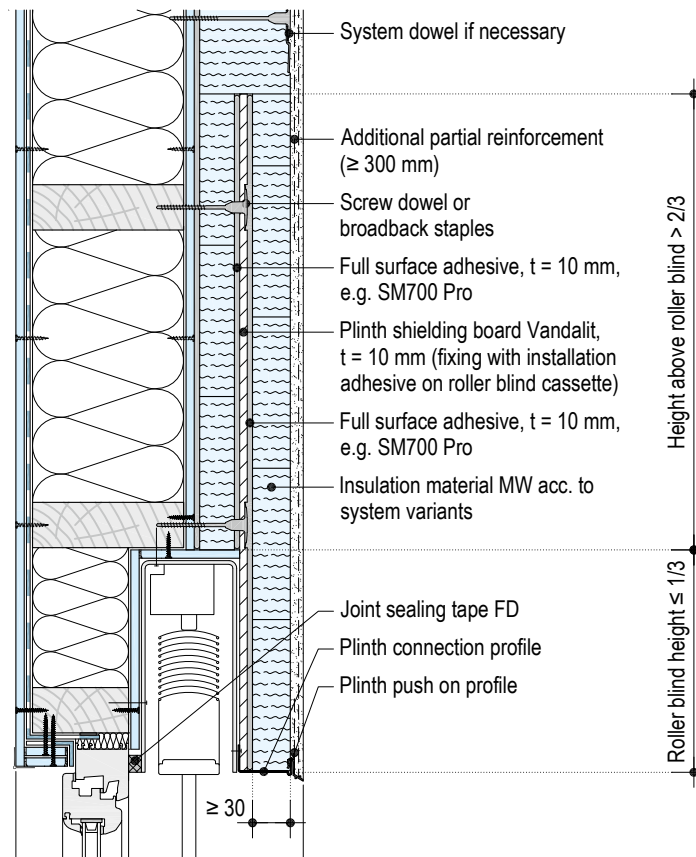 System dowel if necessary
Additional partial reinforcement
(≥ 300 mm)
Screw dowel or
broadback staples
Full surface adhesive, t = 10 mm,
e.g. SM700 Pro
Plinth shielding board Vandalit,
t = 10 mm (fixing with installation
adhesive on roller blind cassette)
Full surface adhesive, t = 10 mm,
e.g. SM700 Pro
Insulation material MW acc. to
system variants
Joint sealing tape FD
Plinth connection profile
Plinth push on profile
≥ 30
Height above roller blind > 2/3
Roller blind height ≤ 1/3